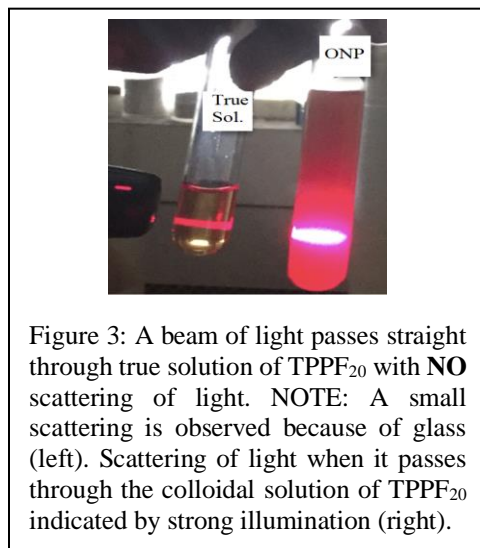 ONP
True
Sol.
Figure 3: A beam of light passes straight
through true solution of TPPF₂₀ with NO
scattering of light. NOTE: A small
scattering is observed because of glass
(left). Scattering of light when it passes
through the colloidal solution of TPPF₂₀
indicated by strong illumination (right).